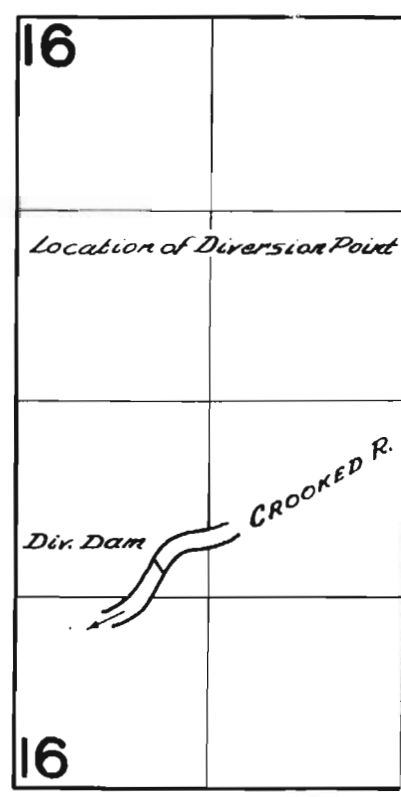 16
Location of Diversion Point
CROOKED R.
Div. Dam
16